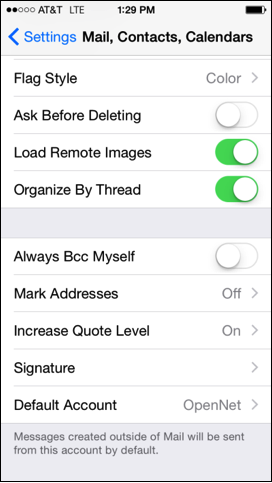 AT&T LTE 1:29 PM
Settings Mail, Contacts, Calendars
Flag Style Color
Ask Before Deleting
Load Remote Images
Organize By Thread
Always Bcc Myself
Mark Addresses Off
Increase Quote Level On
Signature
Default Account OpenNet
Messages created outside of Mail will be sent
from this account by default.